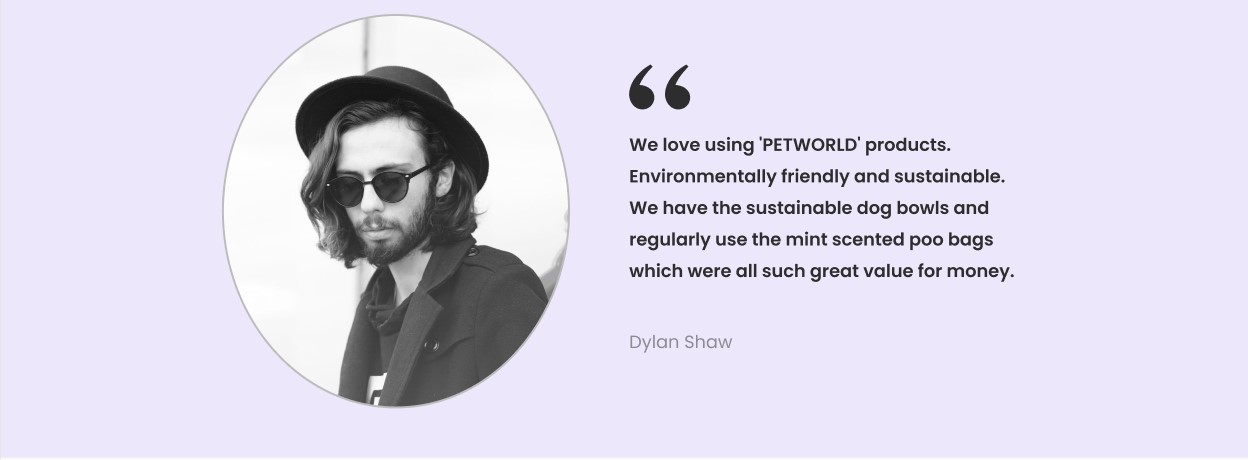 “
We love using 'PETWORLD' products.
Environmentally friendly and sustainable.
We have the sustainable dog bowls and
regularly use the mint scented poo bags
which were all such great value for money.
Dylan Shaw